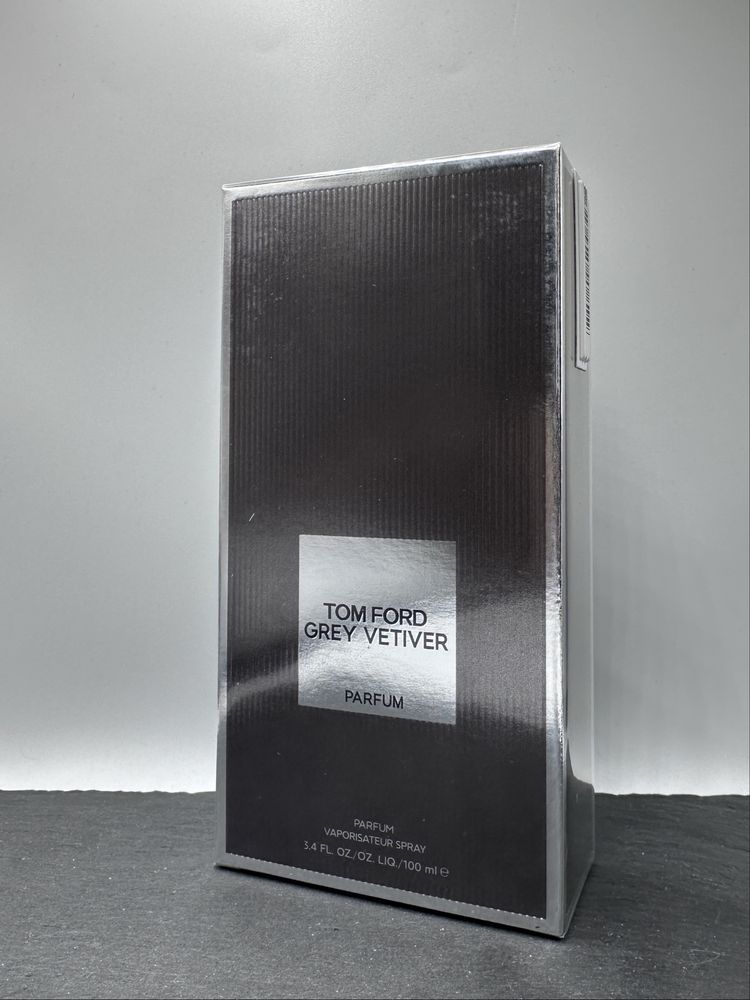 TOM FORD
GREY VETIVER
PARFUM
PARFUM
VAPORISATEUR SPRAY
3.4 FL. OZ./OZ. LIQ./100 ml ℮